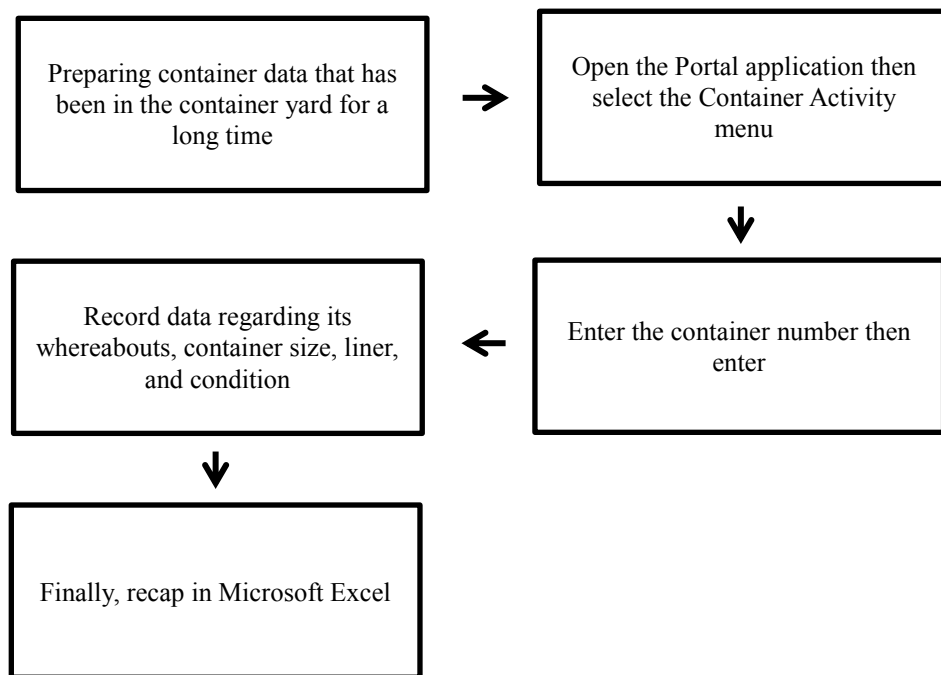 Preparing container data that has
been in the container yard for a
long time
Open the Portal application then
select the Container Activity
menu
Enter the container number then
enter
Record data regarding its
whereabouts, container size, liner,
and condition
Finally, recap in Microsoft Excel